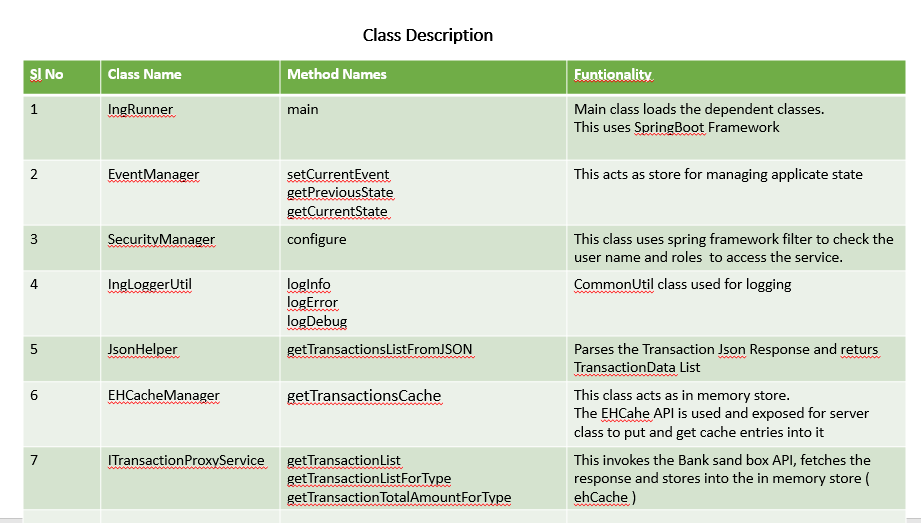 Class Description
Sl No Class Name Method Names Funtionality
1 IngRunner main This Main class loads the dependent classes.
This uses SpringBoot Framework
2 EventManager setCurrentEvent This acts as store for managing applicate state
getPreviousState
getCurrentState
3 SecurityManager configure This class uses spring framework filter to check the
user name and roles to access the service.
4 IngLoggerUtil logInfo CommonUtil class used for logging
logError
logDebug
5 JsonHelper getTransactionsListFromJSON Parses the Transaction Json Response and returs
TransactionData List
6 EHCacheManager getTransactionsCache This class acts as in memory store.
The EHCahe API is used and exposed for server
class to put and get cache entries into it
7 ITransactionProxyService getTransactionList This invokes the Bank sand box API, fetches the
getTransactionListForType response and stores into the in memory store (
getTransactionTotalAmountForType ehCache )